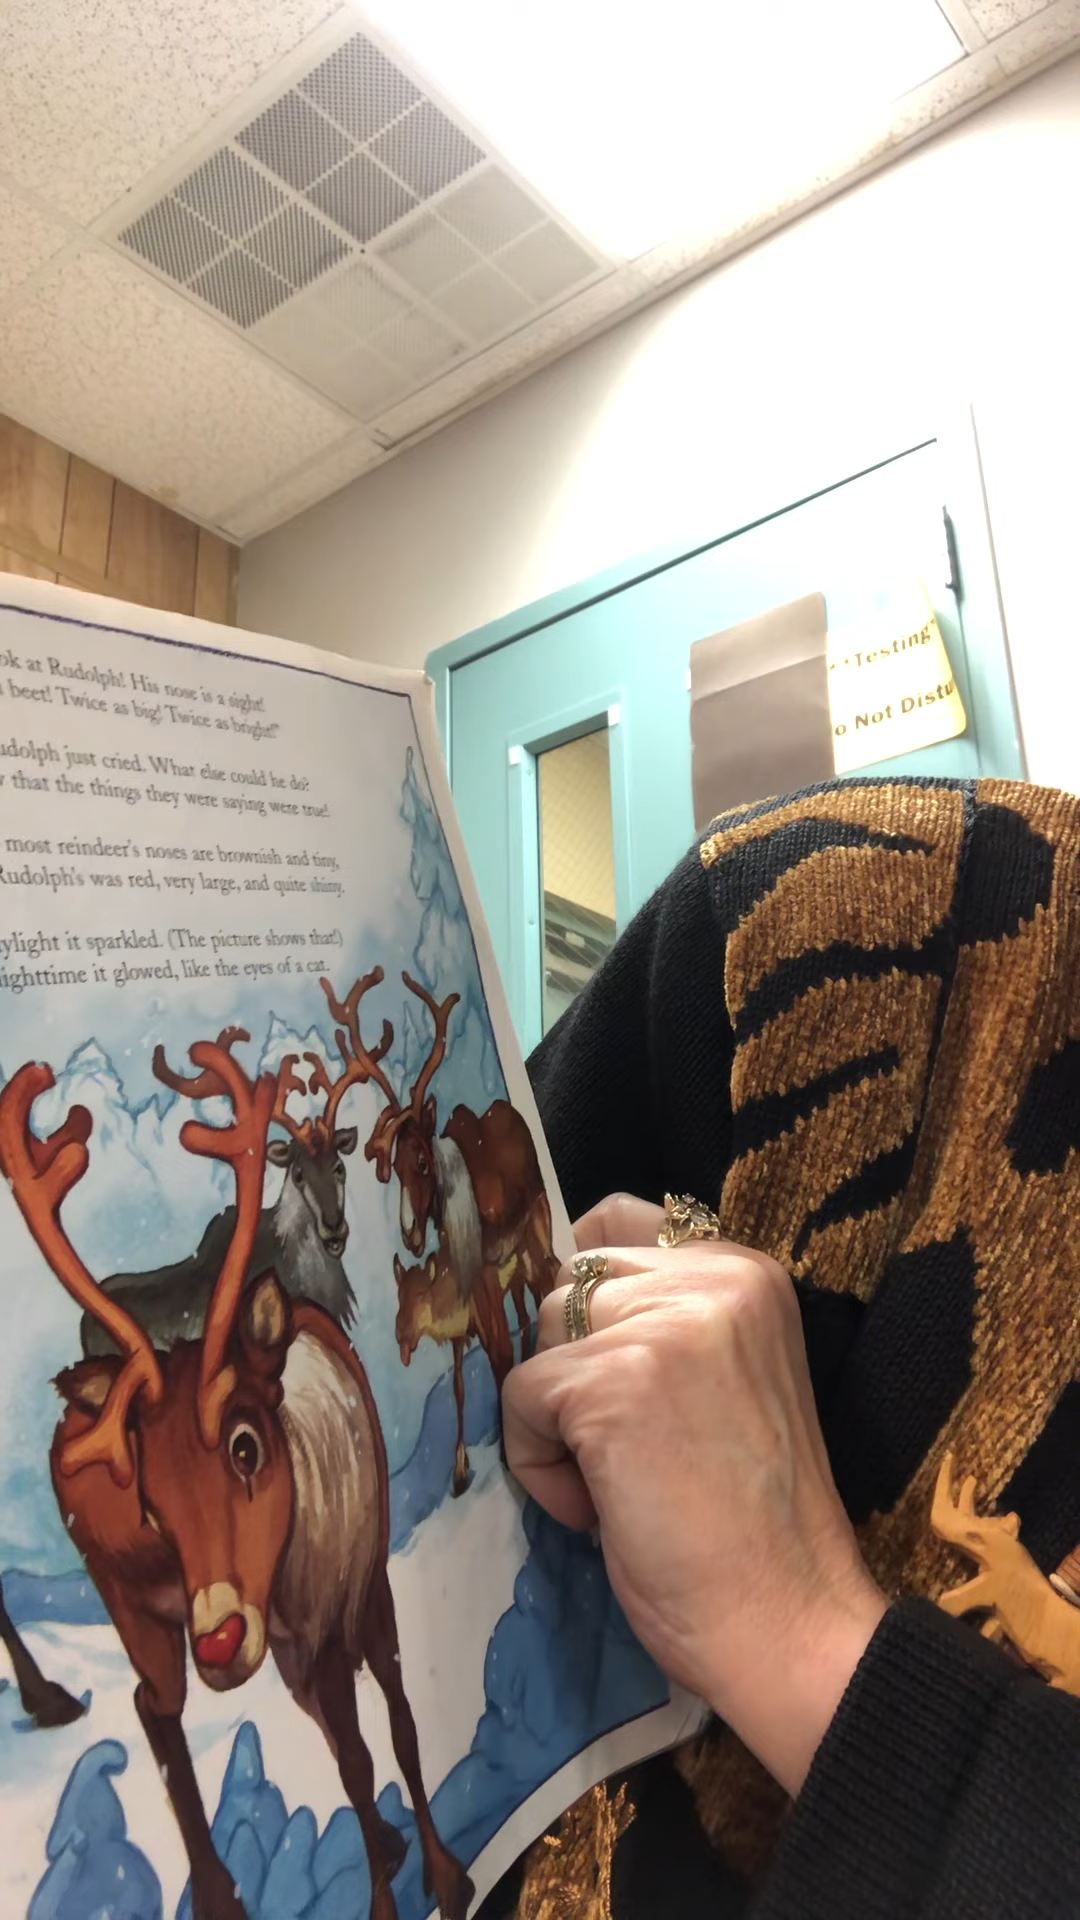 ok at Rudolph! His nose is a sight!
beet! Twice as big! Twice as bright!"
udolph just cried. What else could he do?
that the things they were saying were true!
most reindeer's noses are brownish and tiny,
Rudolph's was red, very large, and quite shiny.
ylight it sparkled. (The picture shows that!)
ighttime it glowed, like the eyes of a cat.
"Testing"
o Not Distu